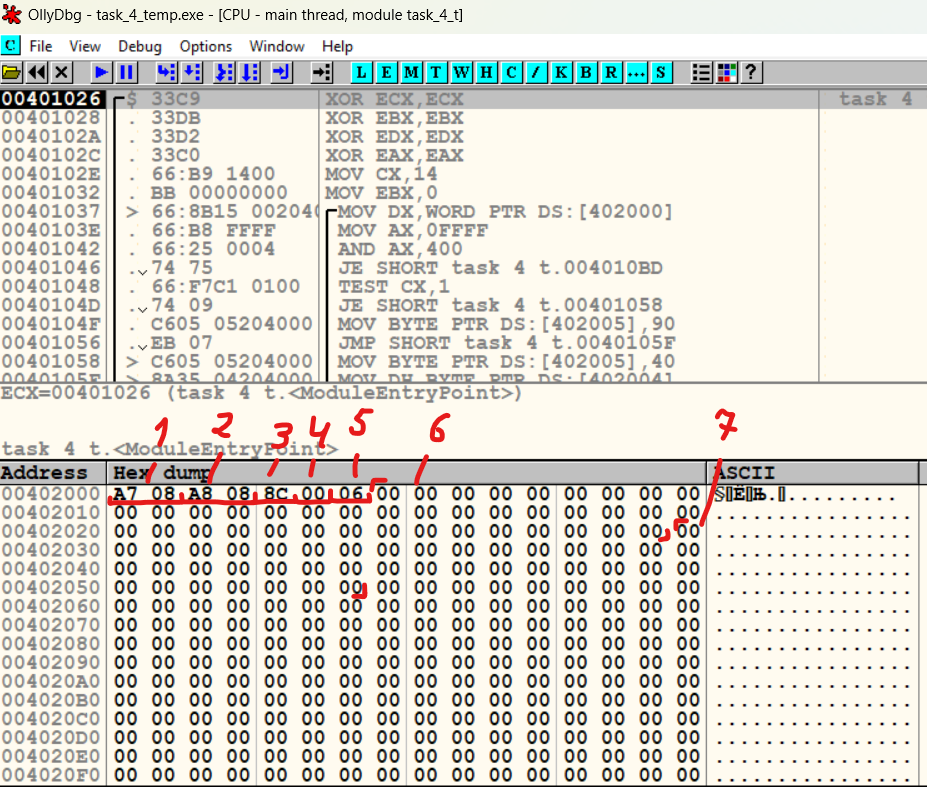 OllyDbg - task_4_temp.exe - [CPU - main thread, module task_4_t]
C File View Debug Options Window Help
L E M T W H C / K B R ... S ?
00401026 $ 33C9 XOR ECX,ECX task 4
00401028 . 33DB XOR EBX,EBX
0040102A . 33D2 XOR EDX,EDX
0040102C . 33C0 XOR EAX,EAX
0040102E . 66:B9 1400 MOV CX,14
00401032 . BB 00000000 MOV EBX,0
00401037 > 66:8B15 002040 MOV DX,WORD PTR DS:[402000]
0040103E . 66:B8 FFFF MOV AX,0FFFF
00401042 . 66:25 0004 AND AX,400
00401046 . 74 75 JE SHORT task 4 t.004010BD
00401048 . 66:F7C1 0100 TEST CX,1
0040104D . 74 09 JE SHORT task 4 t.00401058
0040104F . C605 05204000 MOV BYTE PTR DS:[402005],90
00401056 . EB 07 JMP SHORT task 4 t.0040105F
00401058 > C605 05204000 MOV BYTE PTR DS:[402005],40
0040105F > 8A35 04204000 MOV DH,BYTE PTR DS:[402004]
ECX=00401026 (task 4 t.<ModuleEntryPoint>)
1 2 3 4 5 6 7
task 4 t.<ModuleEntryPoint>
Address Hex dump ASCII
00402000 A7 08 A8 08 8C 00 06 00 00 00 00 00 00 00 00 00 §Ё Њ. .........
00402010 00 00 00 00 00 00 00 00 00 00 00 00 00 00 00 00 ................
00402020 00 00 00 00 00 00 00 00 00 00 00 00 00 00 00 00 ................
00402030 00 00 00 00 00 00 00 00 00 00 00 00 00 00 00 00 ................
00402040 00 00 00 00 00 00 00 00 00 00 00 00 00 00 00 00 ................
00402050 00 00 00 00 00 00 00 00 00 00 00 00 00 00 00 00 ................
00402060 00 00 00 00 00 00 00 00 00 00 00 00 00 00 00 00 ................
00402070 00 00 00 00 00 00 00 00 00 00 00 00 00 00 00 00 ................
00402080 00 00 00 00 00 00 00 00 00 00 00 00 00 00 00 00 ................
00402090 00 00 00 00 00 00 00 00 00 00 00 00 00 00 00 00 ................
004020A0 00 00 00 00 00 00 00 00 00 00 00 00 00 00 00 00 ................
004020B0 00 00 00 00 00 00 00 00 00 00 00 00 00 00 00 00 ................
004020C0 00 00 00 00 00 00 00 00 00 00 00 00 00 00 00 00 ................
004020D0 00 00 00 00 00 00 00 00 00 00 00 00 00 00 00 00 ................
004020E0 00 00 00 00 00 00 00 00 00 00 00 00 00 00 00 00 ................
004020F0 00 00 00 00 00 00 00 00 00 00 00 00 00 00 00 00 ................